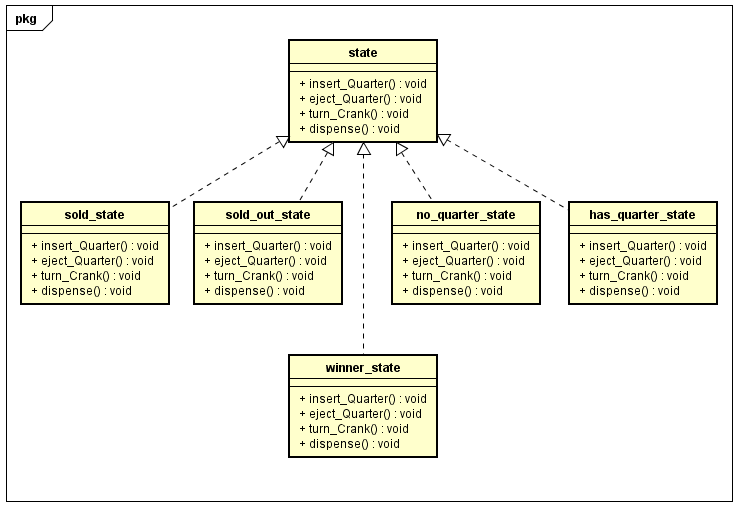 pkg
state
+ insert_Quarter() : void
+ eject_Quarter() : void
+ turn_Crank() : void
+ dispense() : void
sold_state
+ insert_Quarter() : void
+ eject_Quarter() : void
+ turn_Crank() : void
+ dispense() : void
sold_out_state
+ insert_Quarter() : void
+ eject_Quarter() : void
+ turn_Crank() : void
+ dispense() : void
no_quarter_state
+ insert_Quarter() : void
+ eject_Quarter() : void
+ turn_Crank() : void
+ dispense() : void
has_quarter_state
+ insert_Quarter() : void
+ eject_Quarter() : void
+ turn_Crank() : void
+ dispense() : void
winner_state
+ insert_Quarter() : void
+ eject_Quarter() : void
+ turn_Crank() : void
+ dispense() : void